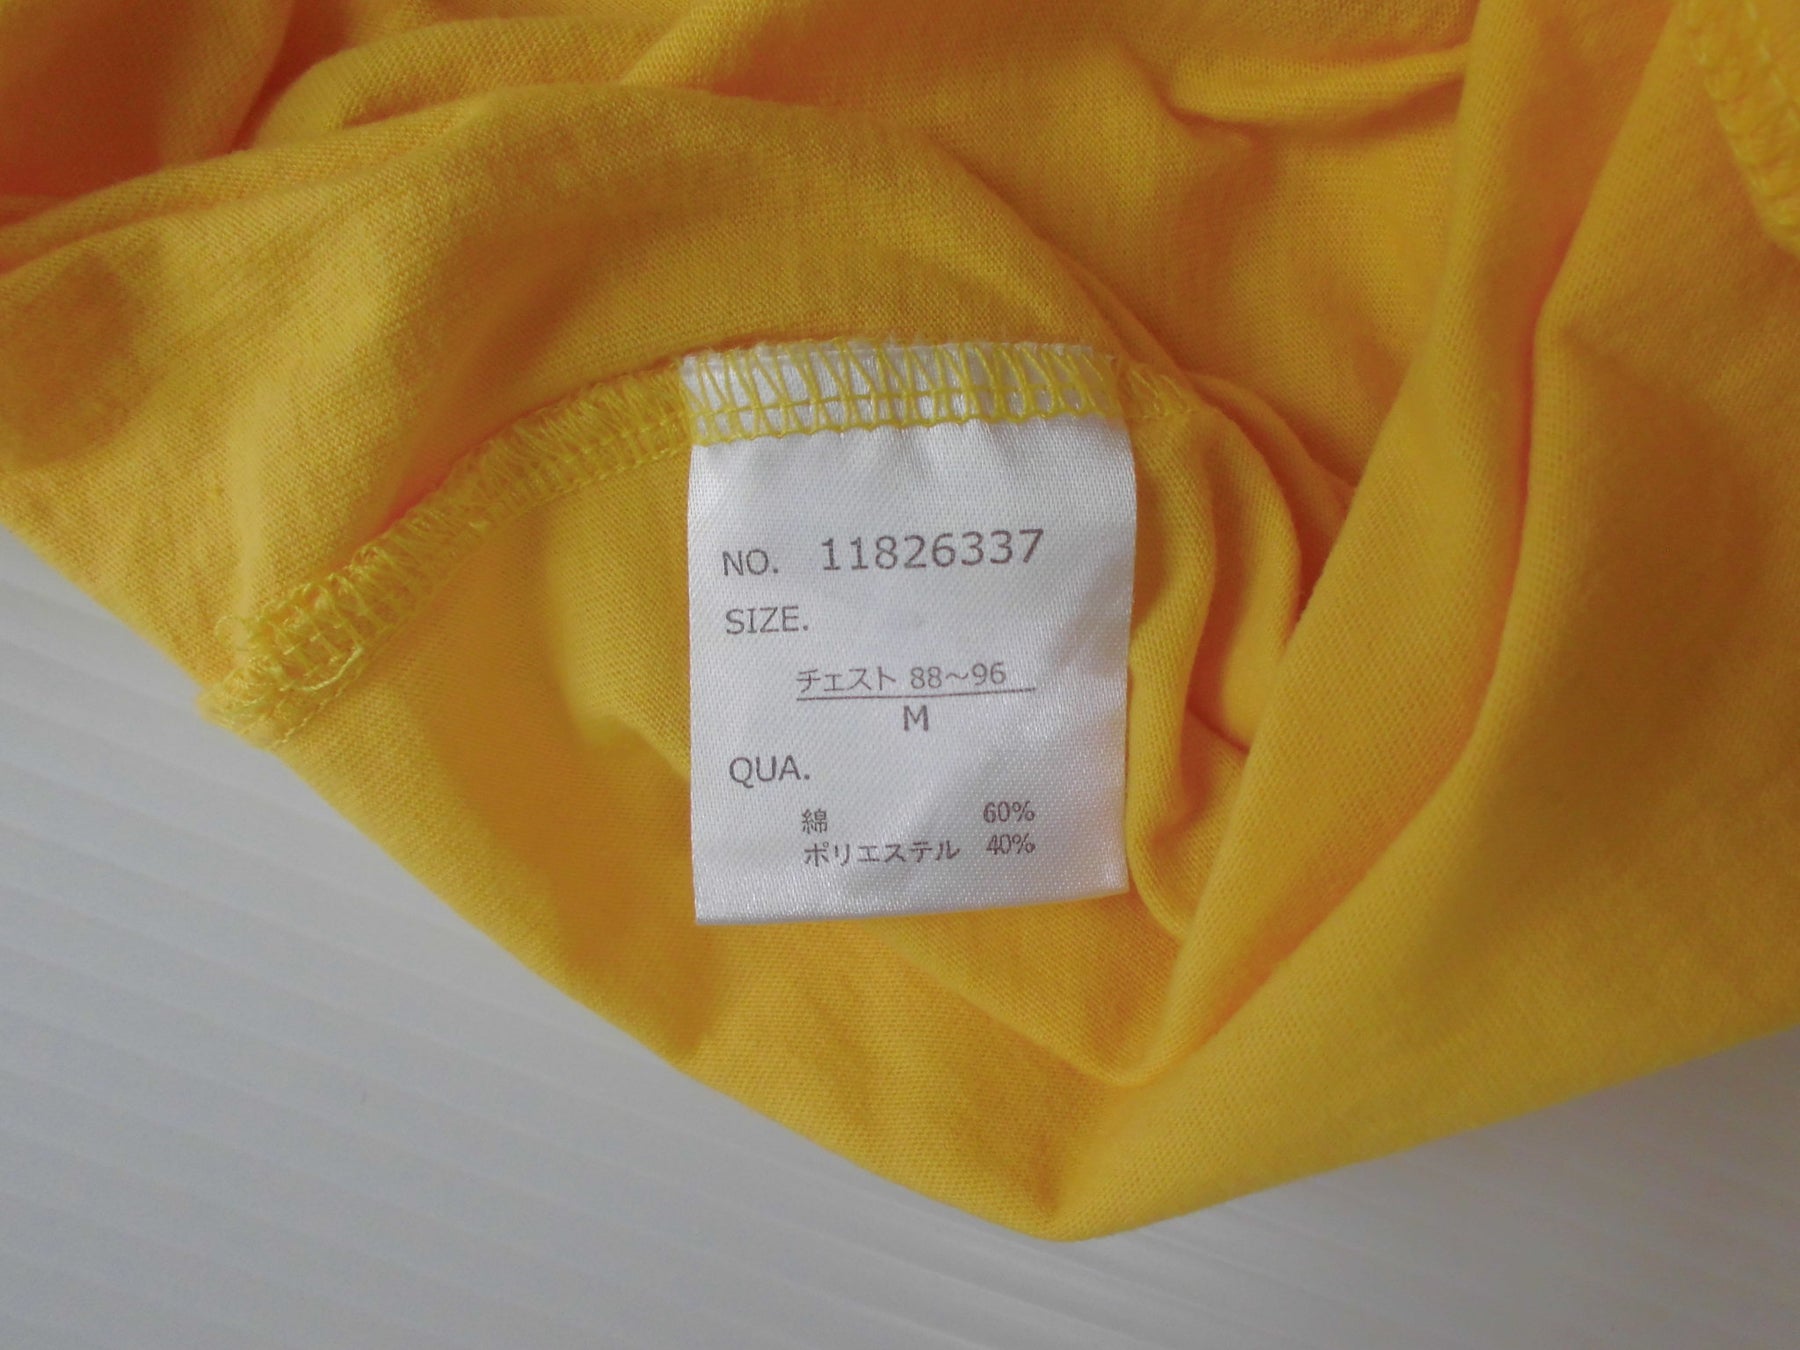 NO. 11826337
SIZE.
チェスト 88～96
M
QUA.
綿 60%
ポリエステル 40%